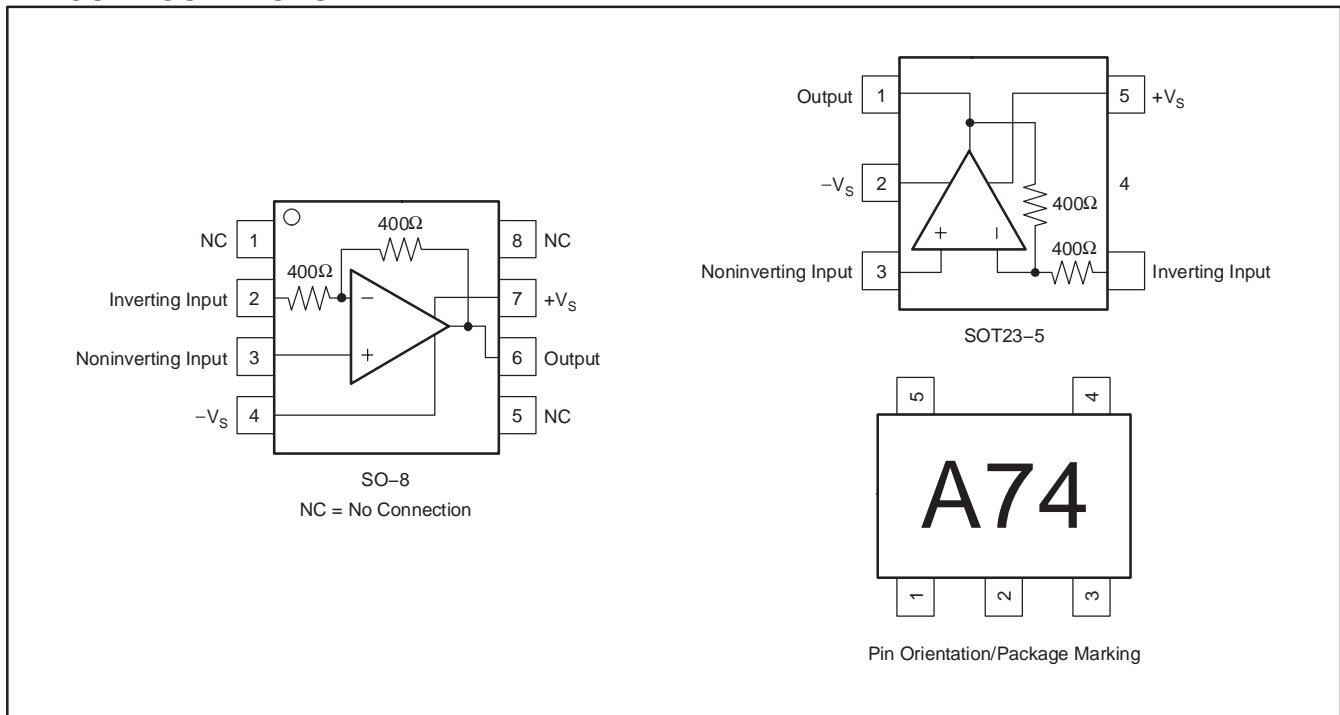 NC 1
400Ω
8 NC
400Ω
Inverting Input 2
−
7 +VS
Noninverting Input 3
+
6 Output
−VS 4
5 NC
SO−8
NC = No Connection
Output 1
5 +VS
−VS 2
4
400Ω
+ −
400Ω
Noninverting Input 3
Inverting Input
SOT23−5
5 4
A74
1 2 3
Pin Orientation/Package Marking